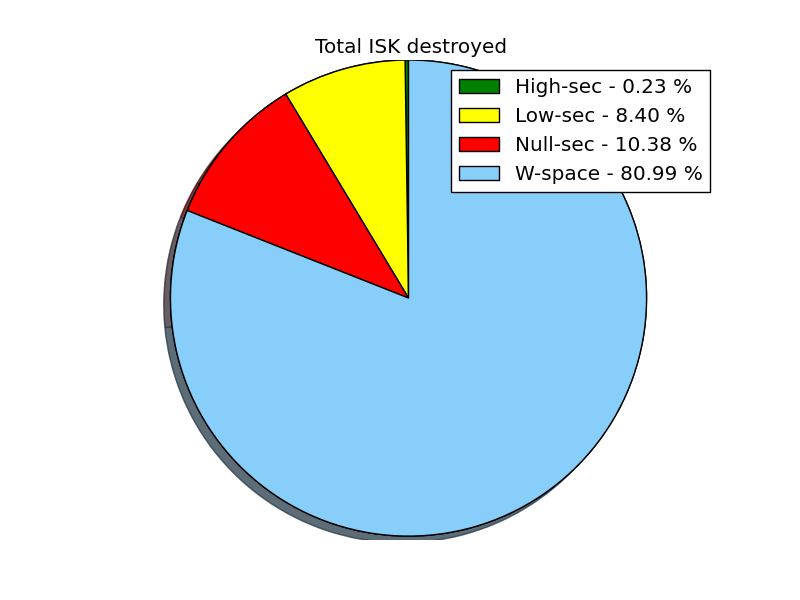 Total ISK destroyed
High-sec - 0.23 %
Low-sec - 8.40 %
Null-sec - 10.38 %
W-space - 80.99 %